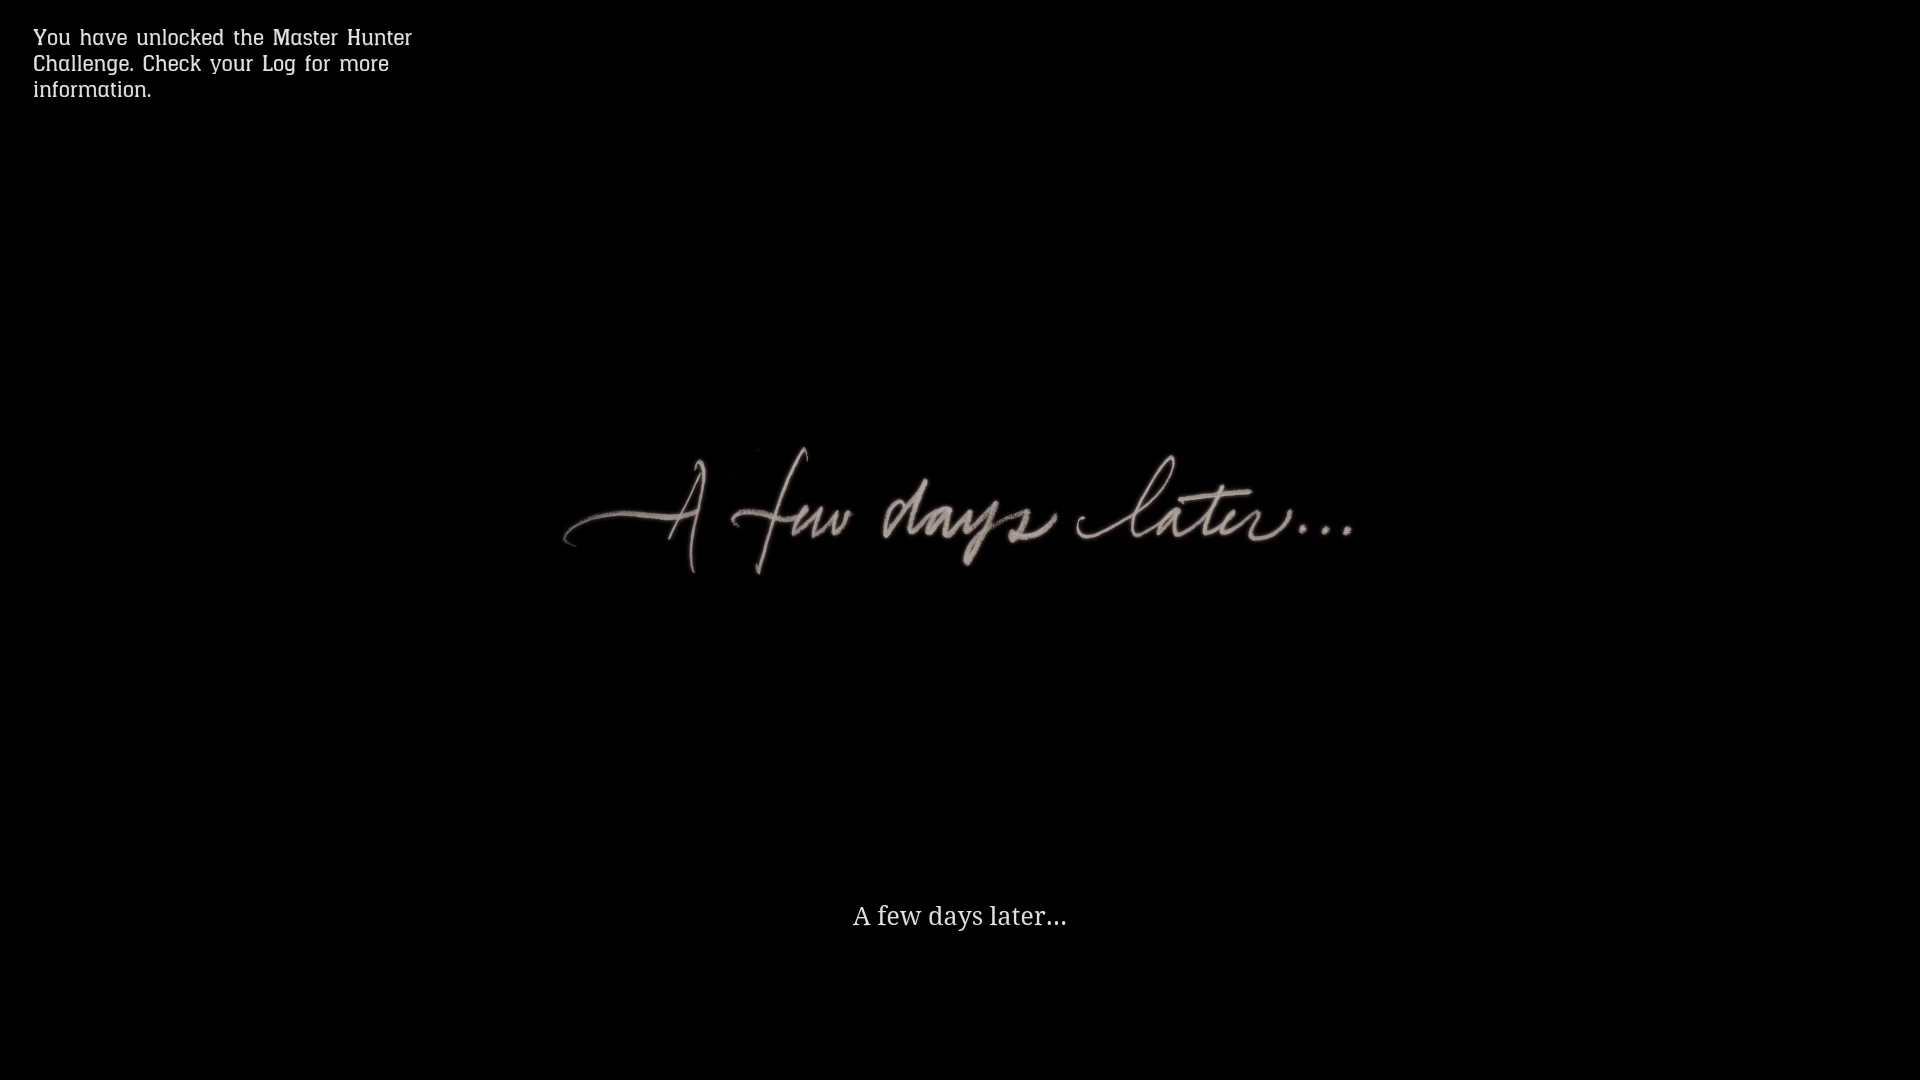 You have unlocked the Master Hunter
Challenge. Check your Log for more
information.
A few days later...
A few days later...